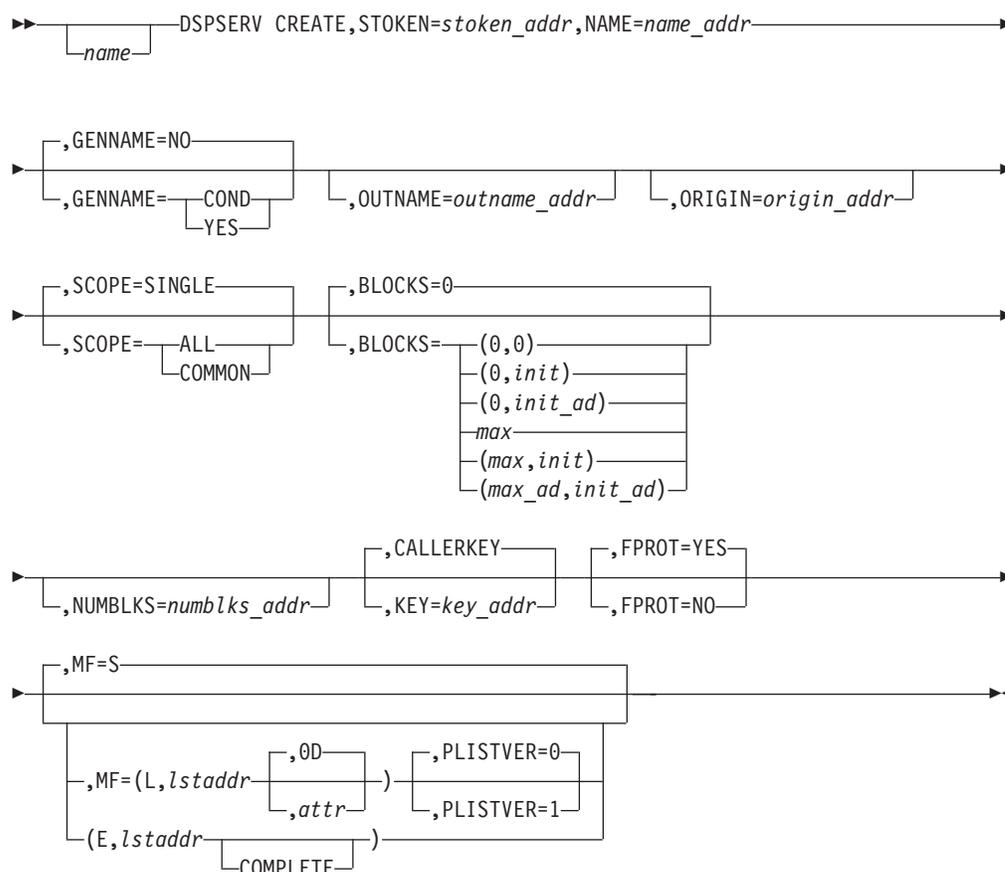 DSPSERV CREATE,STOKEN=stoken_addr,NAME=name_addr
name
,GENNAME=NO
,GENNAME= COND ,OUTNAME=outname_addr ,ORIGIN=origin_addr
YES
,SCOPE=SINGLE ,BLOCKS=0
,SCOPE= ALL ,BLOCKS= (0,0)
COMMON (0,init)
(0,init_ad)
max
(max,init)
(max_ad,init_ad)
,CALLERKEY ,FPROT=YES
,NUMBLKS=numblks_addr ,KEY=key_addr ,FPROT=NO
,MF=S
,0D ,PLISTVER=0
,MF=(L,lstaddr )
,attr ,PLISTVER=1
(E,lstaddr )
COMPLETE